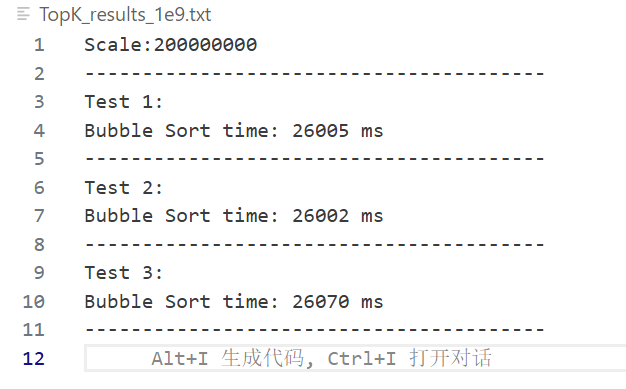 TopK_results_1e9.txt
1 Scale:200000000
2 ----------------------------------------
3 Test 1:
4 Bubble Sort time: 26005 ms
5 ----------------------------------------
6 Test 2:
7 Bubble Sort time: 26002 ms
8 ----------------------------------------
9 Test 3:
10 Bubble Sort time: 26070 ms
11 ----------------------------------------
12 Alt+I 生成代码, Ctrl+I 打开对话